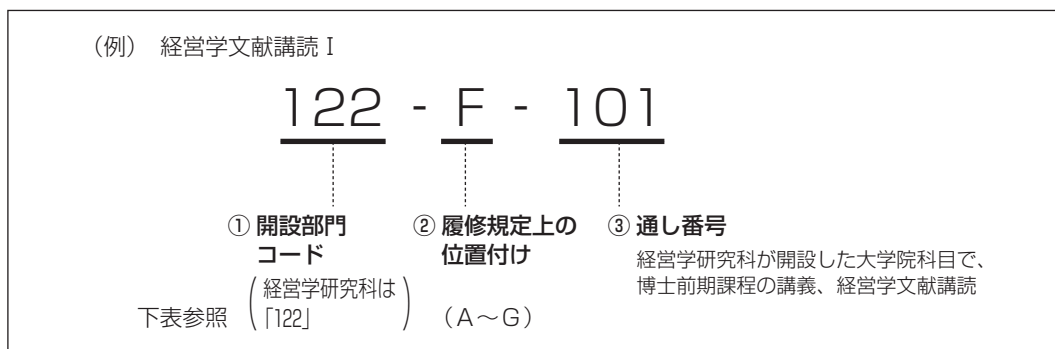 (例) 経営学文献講読Ⅰ
122 - F - 101
① 開設部門
コード
② 履修規定上の
位置付け
③ 通し番号
経営学研究科が開設した大学院科目で、
博士前期課程の講義、経営学文献講読
下表参照 (経営学研究科は
「122」)
(A〜G)